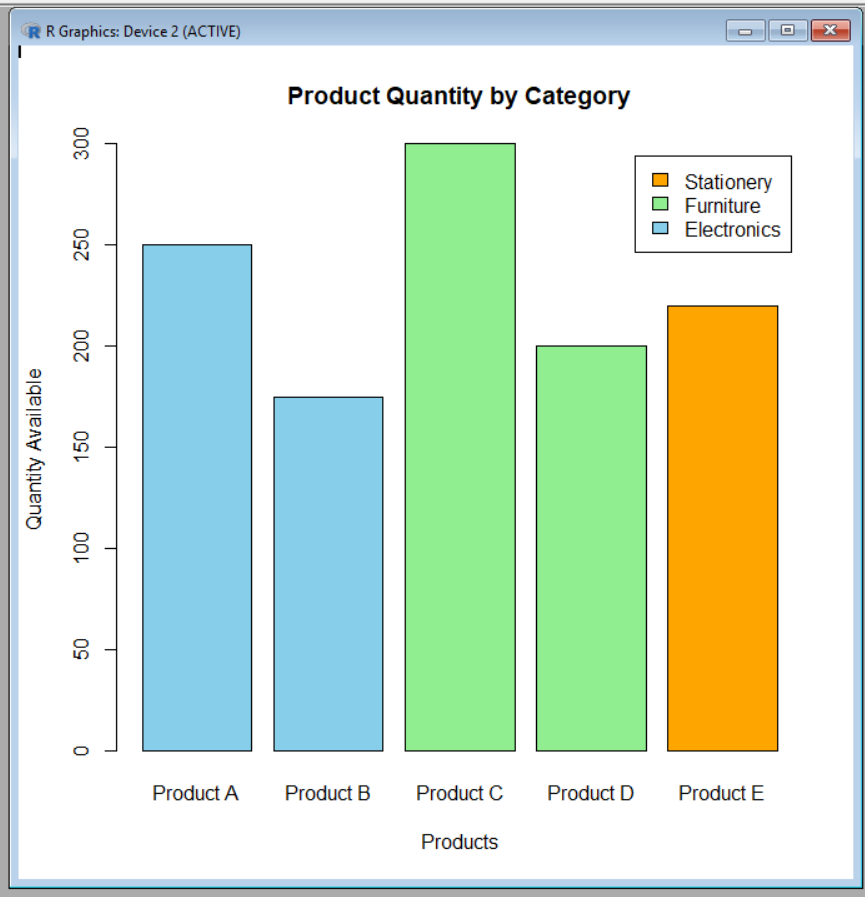 R Graphics: Device 2 (ACTIVE)
Product Quantity by Category
300
250
200
150
100
50
0
Quantity Available
Stationery
Furniture
Electronics
Product A Product B Product C Product D Product E
Products